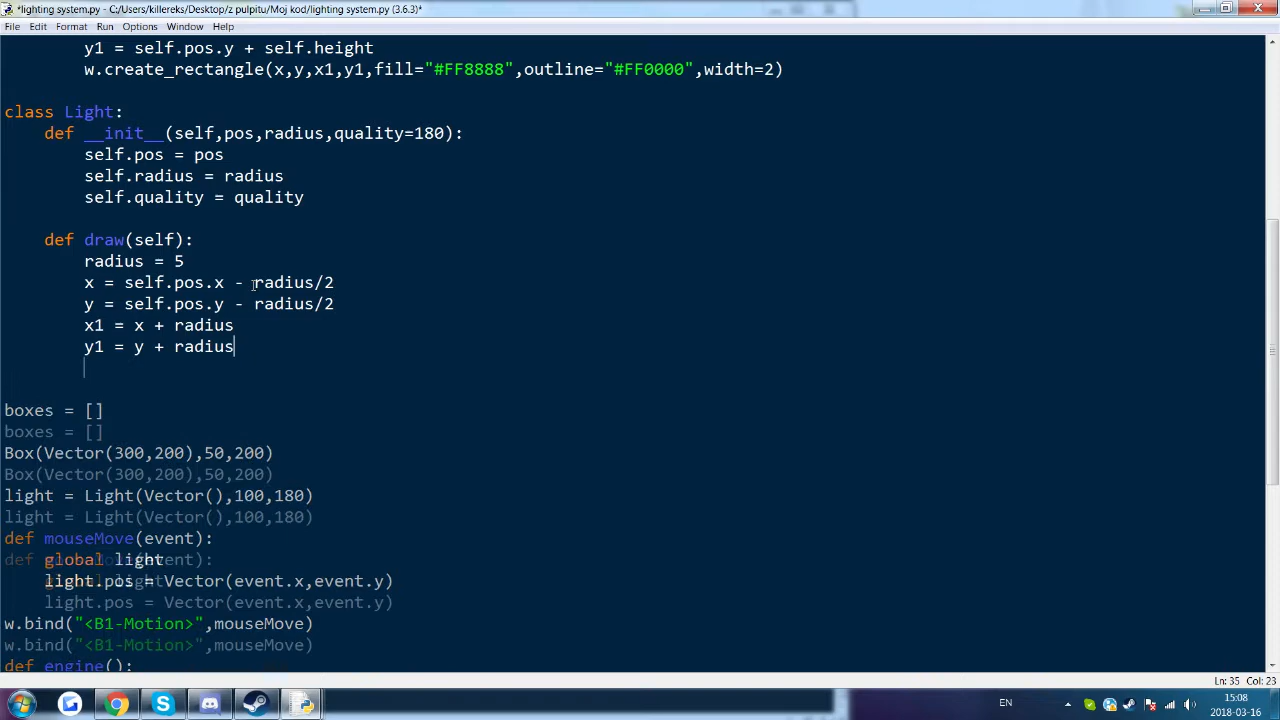 *lighting system.py - C:/Users/killereks/Desktop/z pulpitu/Moj kod/lighting system.py (3.6.3)*
File Edit Format Run Options Window Help
y1 = self.pos.y + self.height
w.create_rectangle(x,y,x1,y1,fill="#FF8888",outline="#FF0000",width=2)
class Light:
def __init__(self,pos,radius,quality=180):
self.pos = pos
self.radius = radius
self.quality = quality
def draw(self):
radius = 5
x = self.pos.x - radius/2
y = self.pos.y - radius/2
x1 = x + radius
y1 = y + radius
boxes = []
boxes = []
Box(Vector(300,200),50,200)
Box(Vector(300,200),50,200)
light = Light(Vector(),100,180)
light = Light(Vector(),100,180)
def mouseMove(event):
global light
light.pos = Vector(event.x,event.y)
light.pos = Vector(event.x,event.y)
w.bind("<B1-Motion>",mouseMove)
w.bind("<B1-Motion>",mouseMove)
def engine():
Ln: 35 Col: 23
EN
15:08
2018-03-16